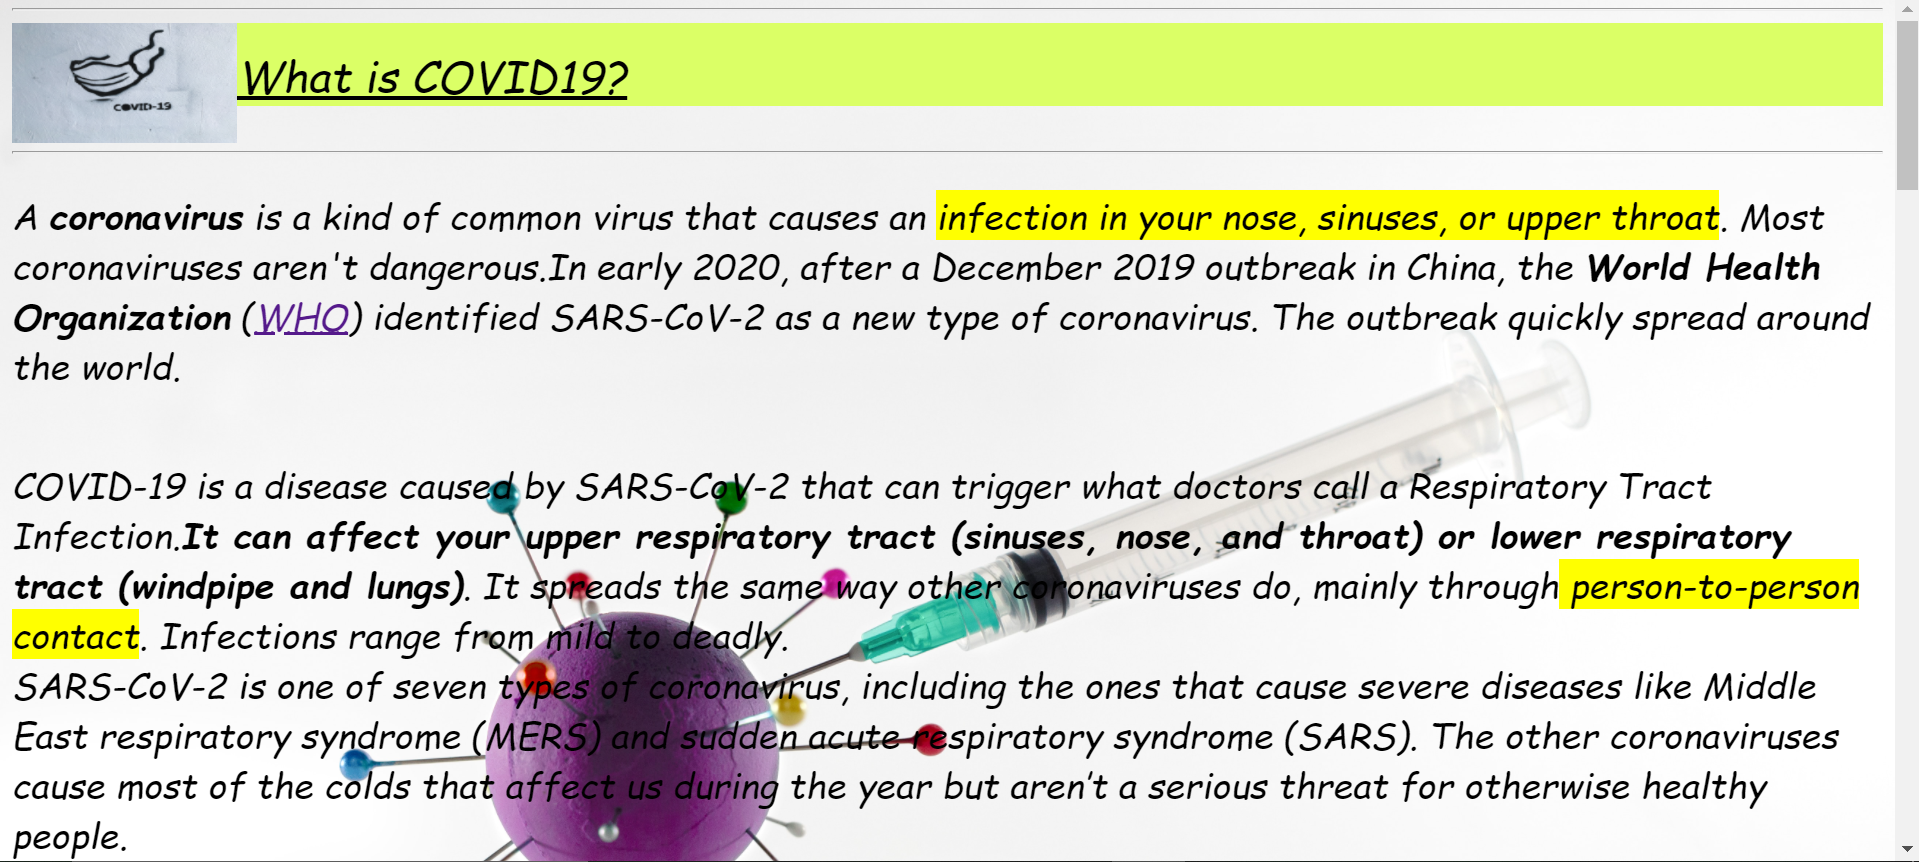 COVID-19
What is COVID19?
A coronavirus is a kind of common virus that causes an infection in your nose, sinuses, or upper throat. Most
coronaviruses aren't dangerous.In early 2020, after a December 2019 outbreak in China, the World Health
Organization (WHO) identified SARS-CoV-2 as a new type of coronavirus. The outbreak quickly spread around
the world.
COVID-19 is a disease caused by SARS-CoV-2 that can trigger what doctors call a Respiratory Tract
Infection.It can affect your upper respiratory tract (sinuses, nose, and throat) or lower respiratory
tract (windpipe and lungs). It spreads the same way other coronaviruses do, mainly through person-to-person
contact. Infections range from mild to deadly.
SARS-CoV-2 is one of seven types of coronavirus, including the ones that cause severe diseases like Middle
East respiratory syndrome (MERS) and sudden acute respiratory syndrome (SARS). The other coronaviruses
cause most of the colds that affect us during the year but aren’t a serious threat for otherwise healthy
people.